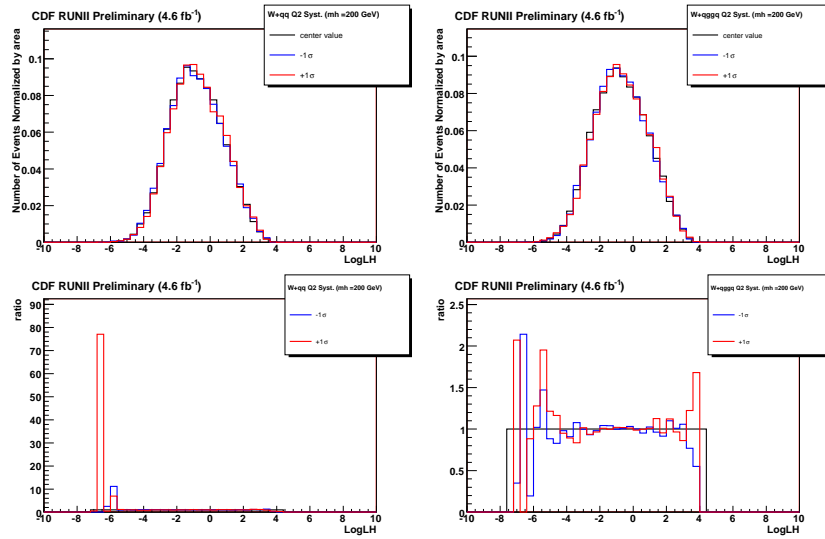 CDF RUNII Preliminary (4.6 fb-1)
W+qq Q2 Syst. (mh =200 GeV)
center value
-1σ
+1σ
Number of Events Normalized by area
0.1
0.08
0.06
0.04
0.02
0
-10 -8 -6 -4 -2 0 2 4 6 8 10
LogLH
CDF RUNII Preliminary (4.6 fb-1)
W+qggq Q2 Syst. (mh =200 GeV)
center value
-1σ
+1σ
Number of Events Normalized by area
0.1
0.08
0.06
0.04
0.02
0
-10 -8 -6 -4 -2 0 2 4 6 8 10
LogLH
CDF RUNII Preliminary (4.6 fb-1)
W+qq Q2 Syst. (mh =200 GeV)
-1σ
+1σ
ratio
90
80
70
60
50
40
30
20
10
0
-10 -8 -6 -4 -2 0 2 4 6 8 10
LogLH
CDF RUNII Preliminary (4.6 fb-1)
W+qggq Q2 Syst. (mh =200 GeV)
-1σ
+1σ
ratio
2.5
2
1.5
1
0.5
0
-10 -8 -6 -4 -2 0 2 4 6 8 10
LogLH